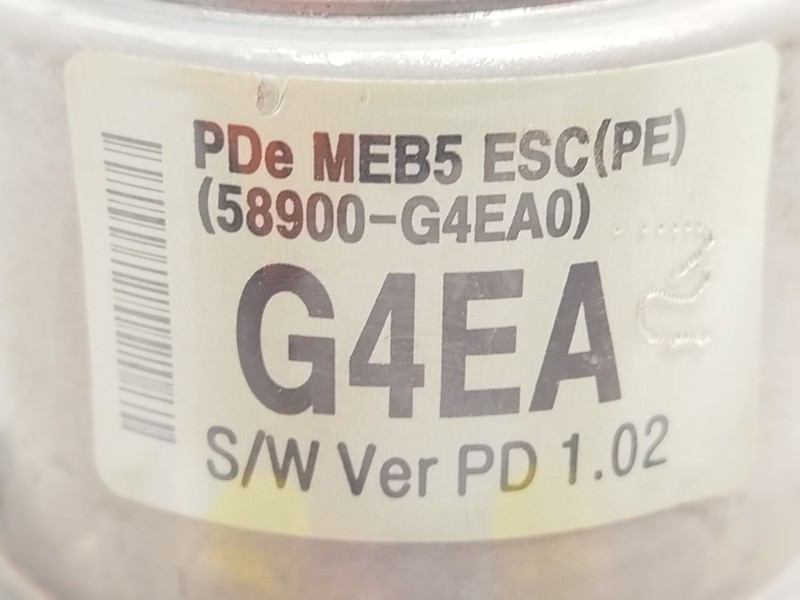 PDe MEB5 ESC(PE)
(58900-G4EA0)
G4EA
S/W Ver PD 1.02